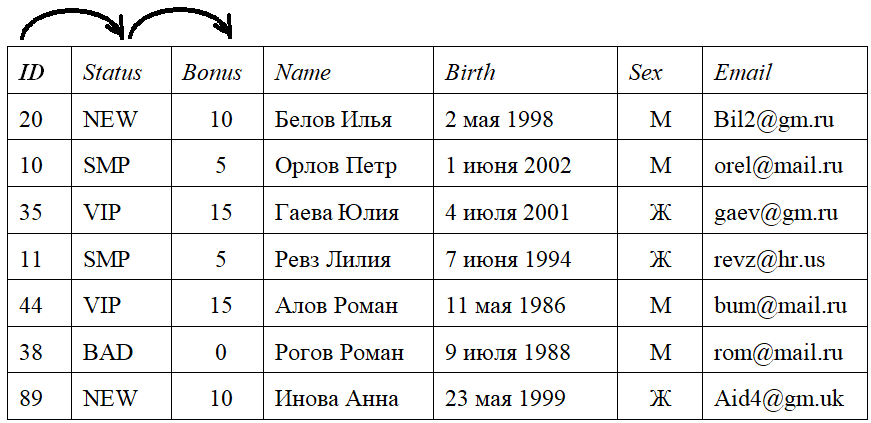 ID Status Bonus Name Birth Sex Email
20 NEW 10 Белов Илья 2 мая 1998 М Bil2@gm.ru
10 SMP 5 Орлов Петр 1 июня 2002 М orel@mail.ru
35 VIP 15 Гаева Юлия 4 июля 2001 Ж gaev@gm.ru
11 SMP 5 Ревз Лилия 7 июня 1994 Ж revz@hr.us
44 VIP 15 Алов Роман 11 мая 1986 М bum@mail.ru
38 BAD 0 Рогов Роман 9 июля 1988 М rom@mail.ru
89 NEW 10 Инова Анна 23 мая 1999 Ж Aid4@gm.uk